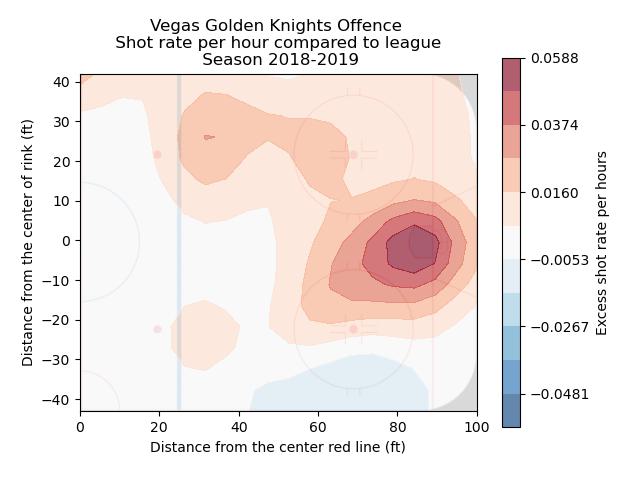 Vegas Golden Knights Offence
Shot rate per hour compared to league
Season 2018-2019
40
30
20
10
0
−10
−20
−30
−40
Distance from the center of rink (ft)
0 20 40 60 80 100
Distance from the center red line (ft)
0.0588
0.0374
0.0160
−0.0053
−0.0267
−0.0481
Excess shot rate per hours